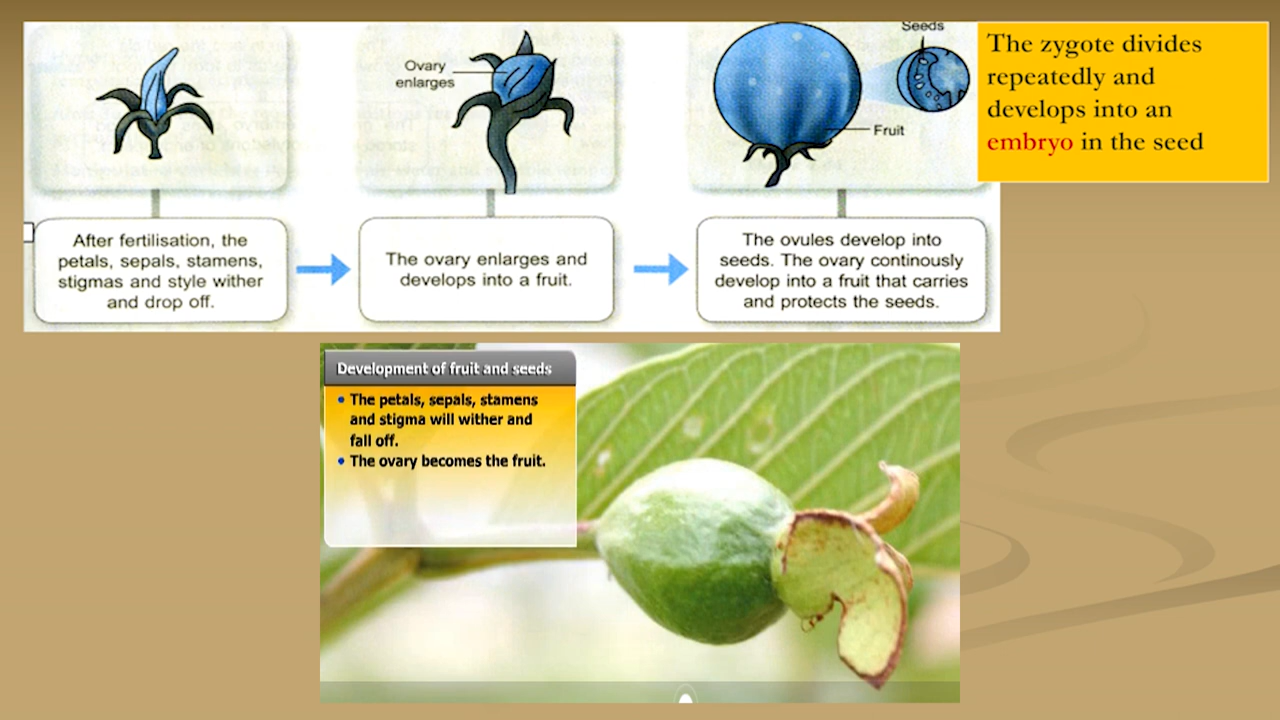 Ovary
enlarges
Seeds
Fruit
The zygote divides
repeatedly and
develops into an
embryo in the seed
After fertilisation, the
petals, sepals, stamens,
stigmas and style wither
and drop off.
The ovary enlarges and
develops into a fruit.
The ovules develop into
seeds. The ovary continously
develop into a fruit that carries
and protects the seeds.
Development of fruit and seeds
• The petals, sepals, stamens
and stigma will wither and
fall off.
• The ovary becomes the fruit.